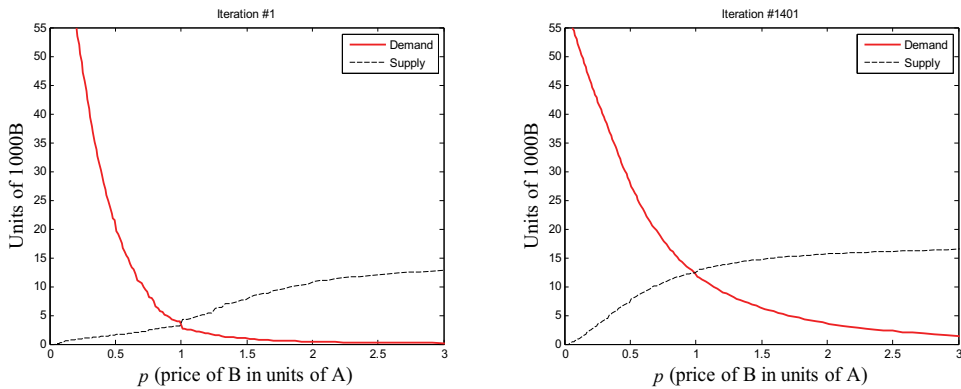 Iteration #1
55
50
45
40
35
30
25
20
15
10
5
0
Units of 1000B
Demand
Supply
0 0.5 1 1.5 2 2.5 3
p (price of B in units of A)
Iteration #1401
55
50
45
40
35
30
25
20
15
10
5
0
Units of 1000B
Demand
Supply
0 0.5 1 1.5 2 2.5 3
p (price of B in units of A)